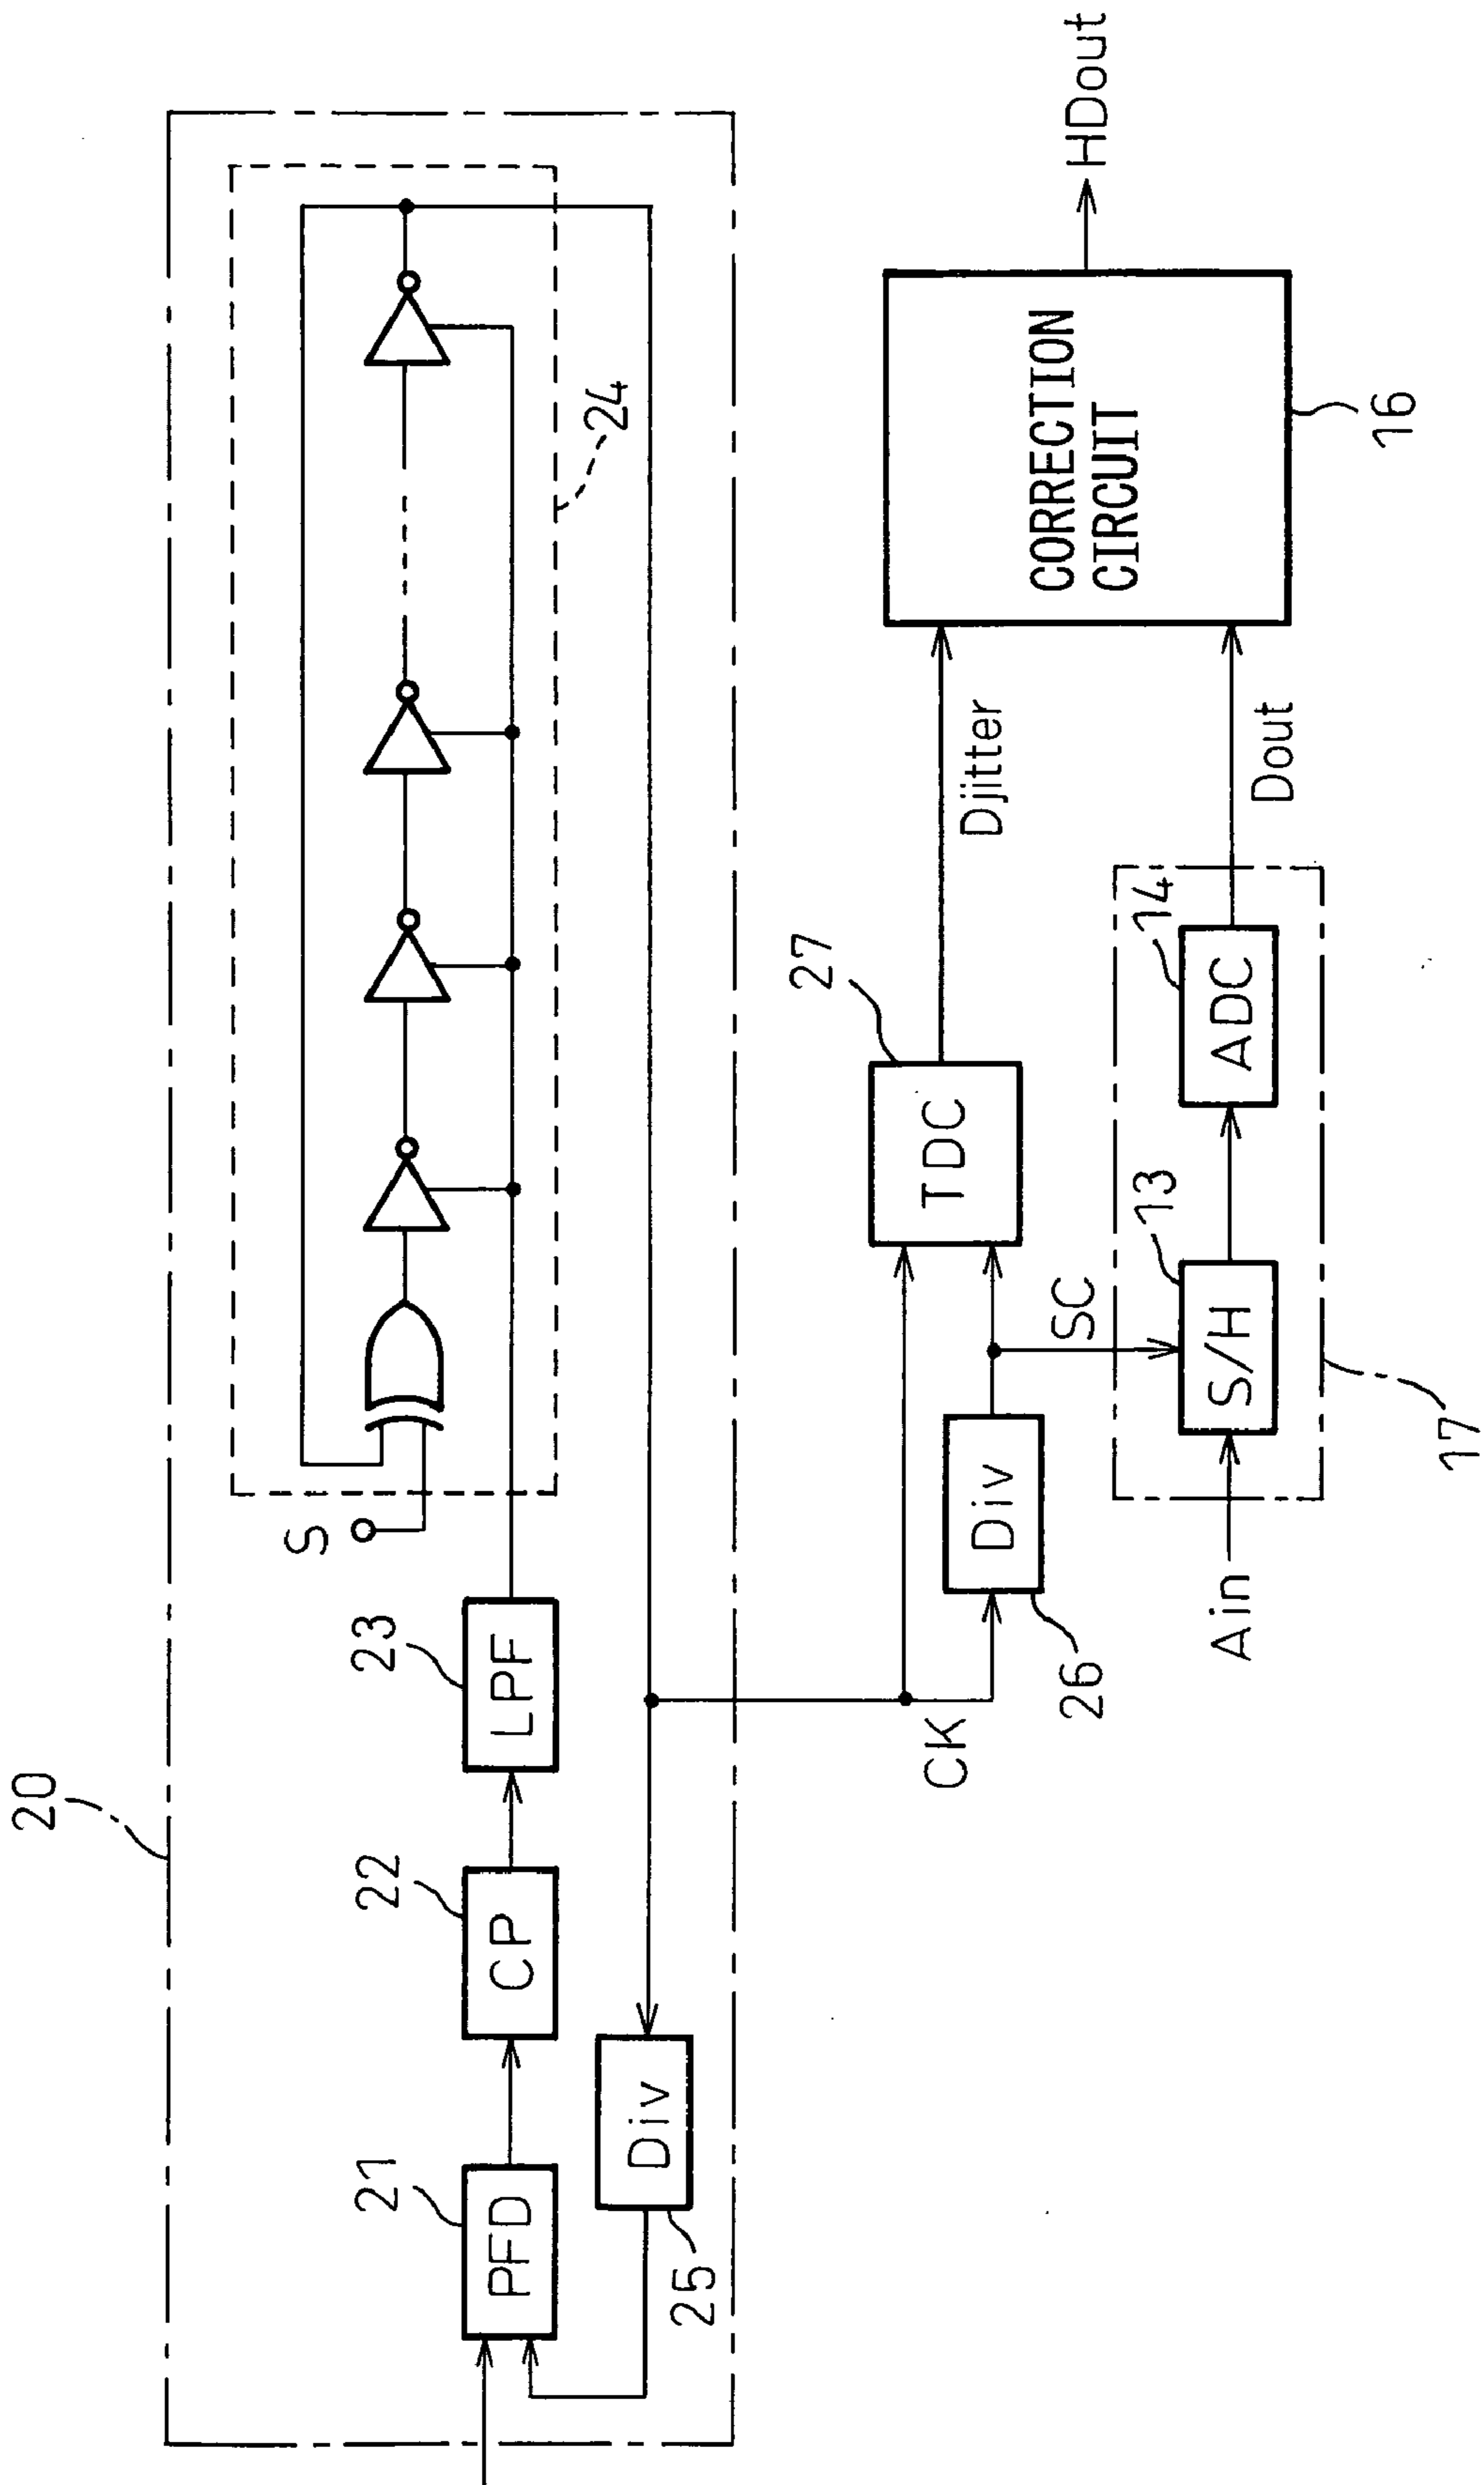 20
21
PFD
22
CP
23
LPF
S
24
25
Div
CK
26
Div
27
TDC
Djitter
SC
Ain
13
S/H
14
ADC
17
Dout
CORRECTION
CIRCUIT
16
HDout